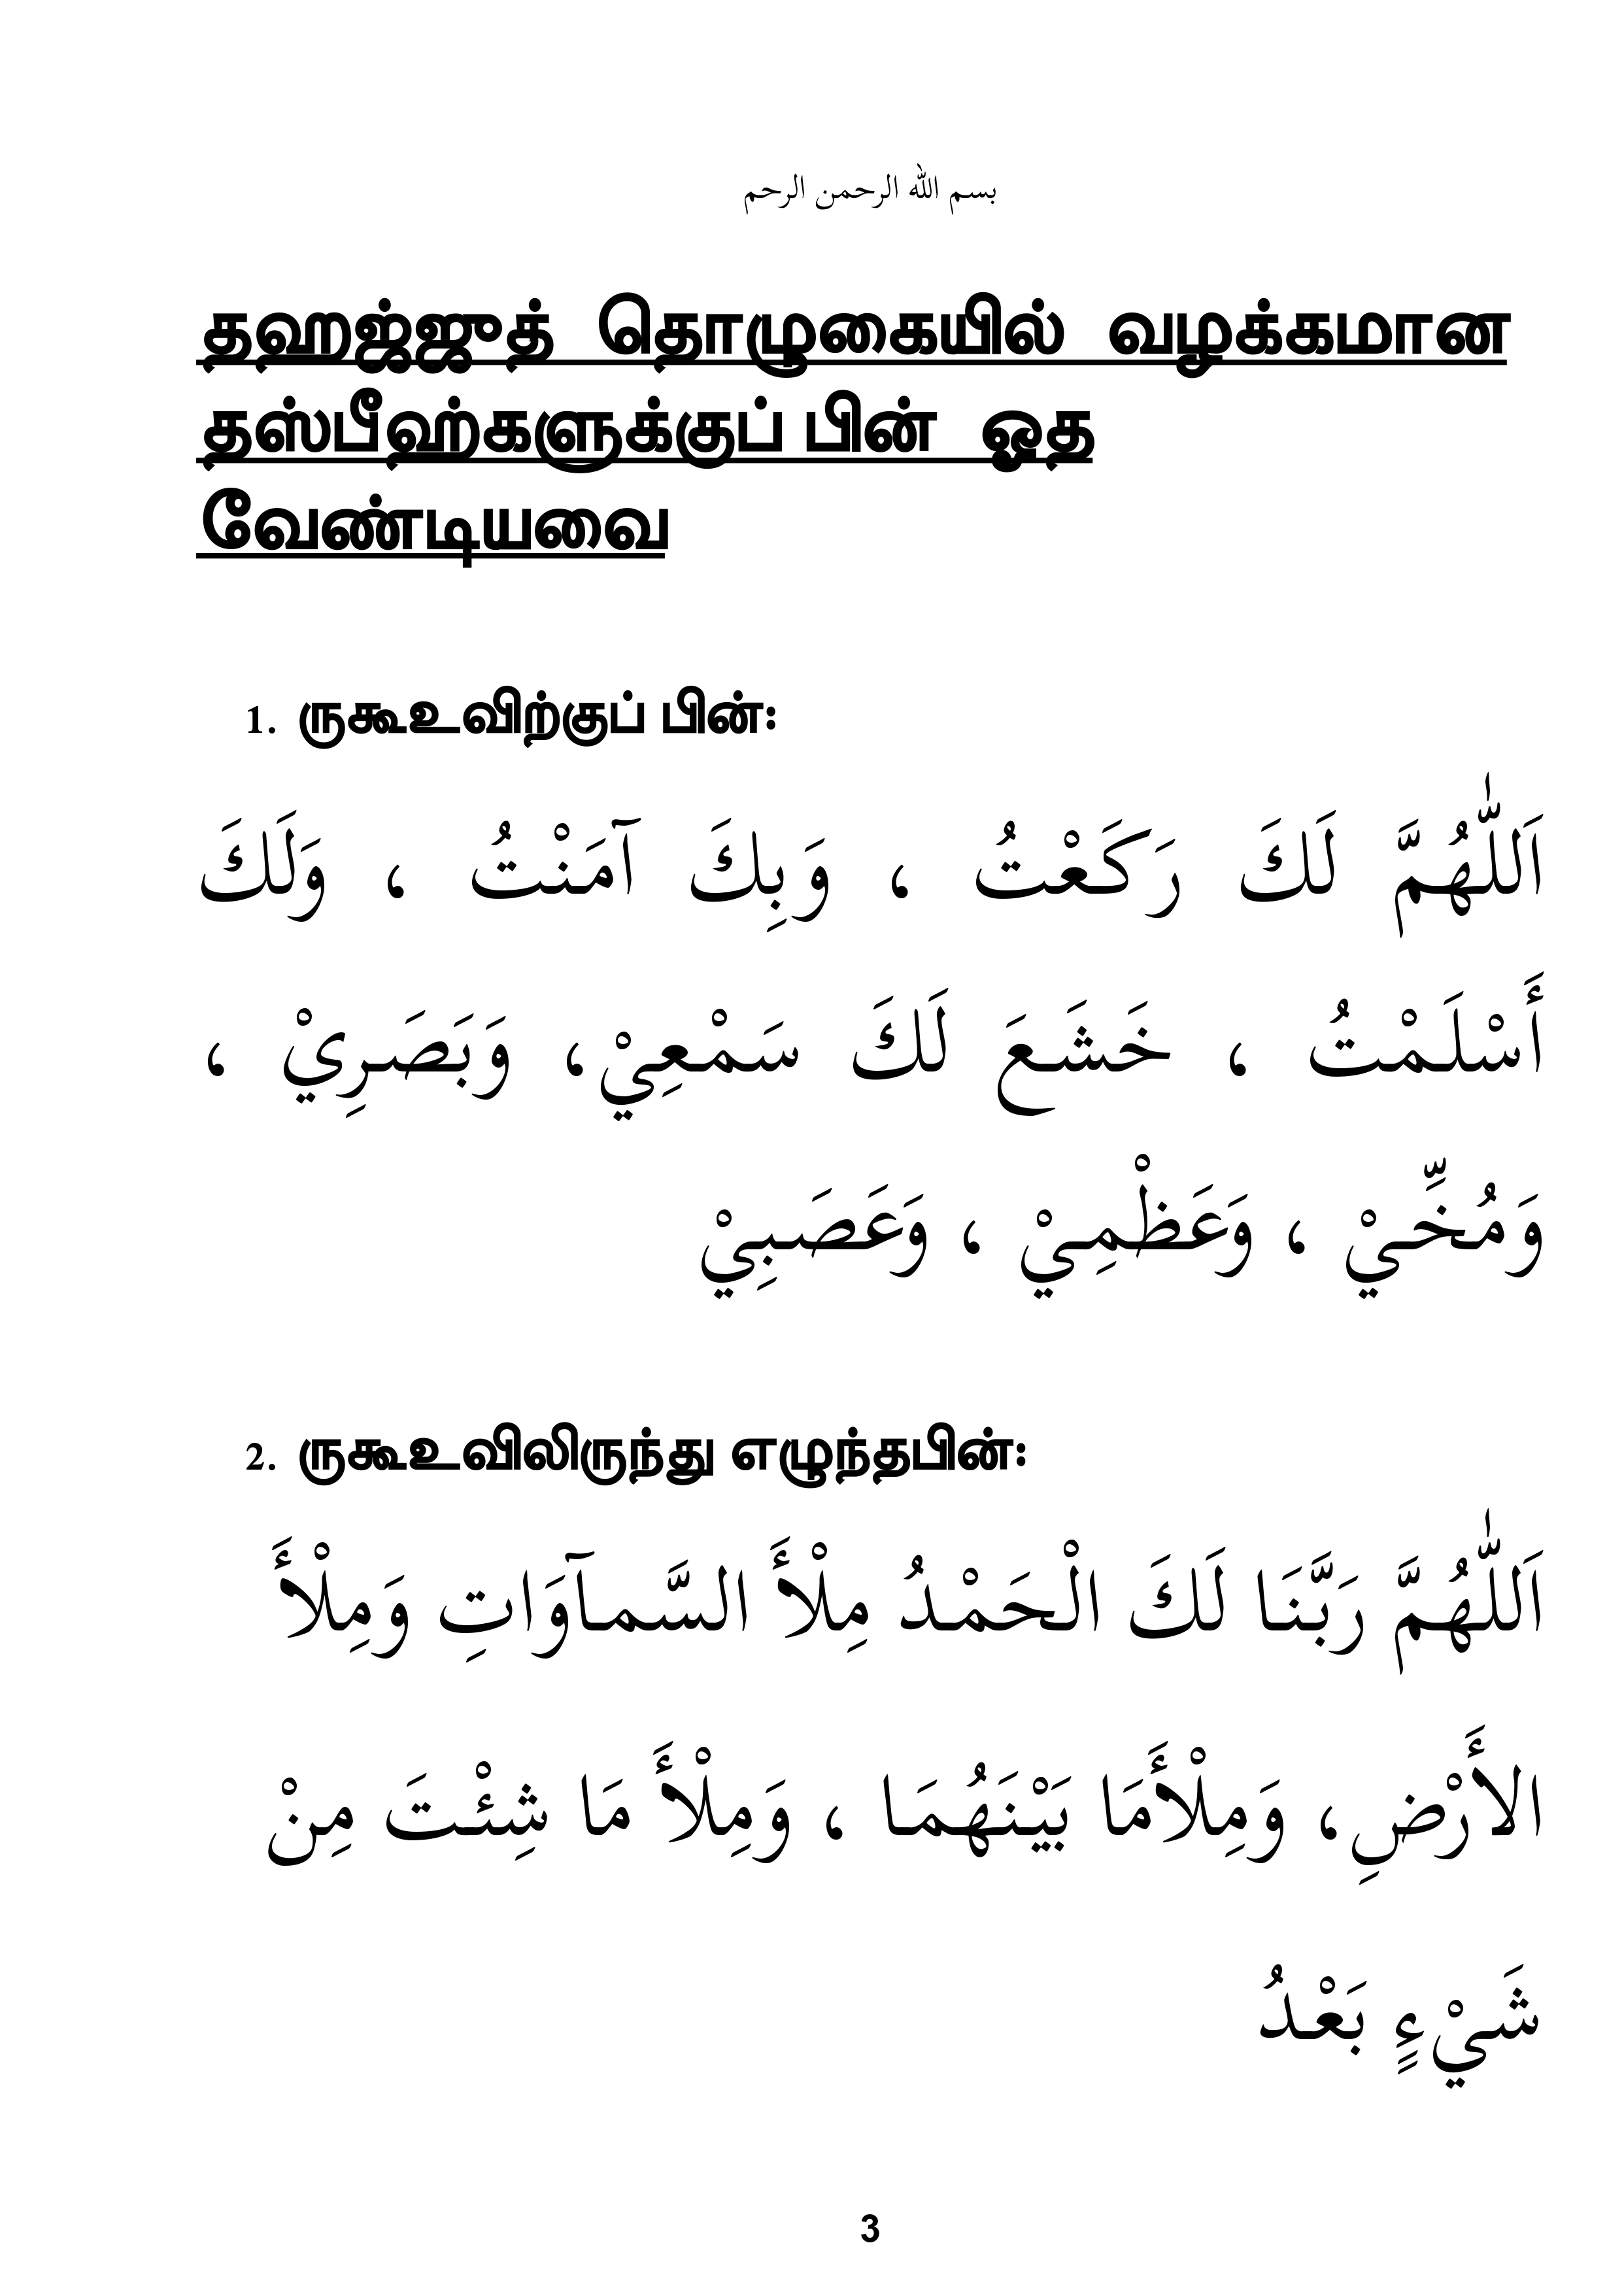 بسم الله الرحمن الرحم
தஹஜ்ஜுத் தொழுகையில் வழக்கமான
தஸ்பீஹ்களுக்குப் பின் ஓத
வேண்டியவை
1. ருகூஉவிற்குப் பின்:
اَللّٰهُمَّ لَكَ رَكَعْتُ ، وَبِكَ آمَنْتُ ، وَلَكَ
أَسْلَمْتُ ، خَشَعَ لَكَ سَمْعِيْ، وَبَصَرِيْ ،
وَمُخِّيْ ، وَعَظْمِيْ ، وَعَصَبِيْ
2. ருகூஉவிலிருந்து எழுந்தபின்:
اَللّٰهُمَّ رَبَّنَا لَكَ الْحَمْدُ مِلْأَ السَّمآوَاتِ وَمِلْأَ
الأَرْضِ، وَمِلْأَمَا بَيْنَهُمَا ، وَمِلْأَ مَا شِئْتَ مِنْ
شَيْءٍ بَعْدُ
3